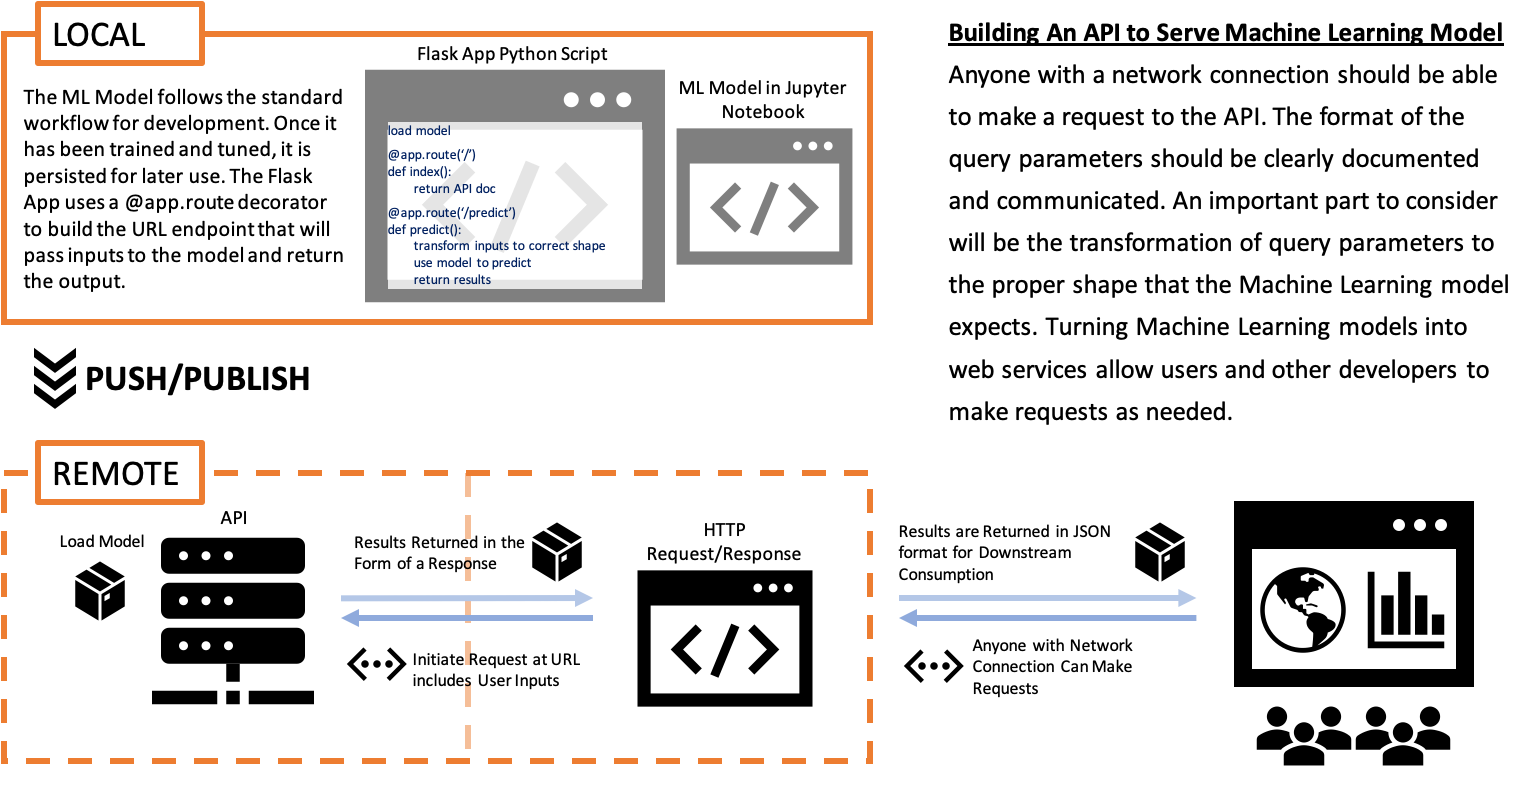 LOCAL
The ML Model follows the standard
workflow for development. Once it
has been trained and tuned, it is
persisted for later use. The Flask
App uses a @app.route decorator
to build the URL endpoint that will
pass inputs to the model and return
the output.
Flask App Python Script
load model
@app.route(‘/’)
def index():
return API doc
@app.route(‘/predict’)
def predict():
transform inputs to correct shape
use model to predict
return results
ML Model in Jupyter
Notebook
Building An API to Serve Machine Learning Model
Anyone with a network connection should be able
to make a request to the API. The format of the
query parameters should be clearly documented
and communicated. An important part to consider
will be the transformation of query parameters to
the proper shape that the Machine Learning model
expects. Turning Machine Learning models into
web services allow users and other developers to
make requests as needed.
PUSH/PUBLISH
REMOTE
Load Model
API
Results Returned in the
Form of a Response
Initiate Request at URL
includes User Inputs
HTTP
Request/Response
Results are Returned in JSON
format for Downstream
Consumption
Anyone with Network
Connection Can Make
Requests